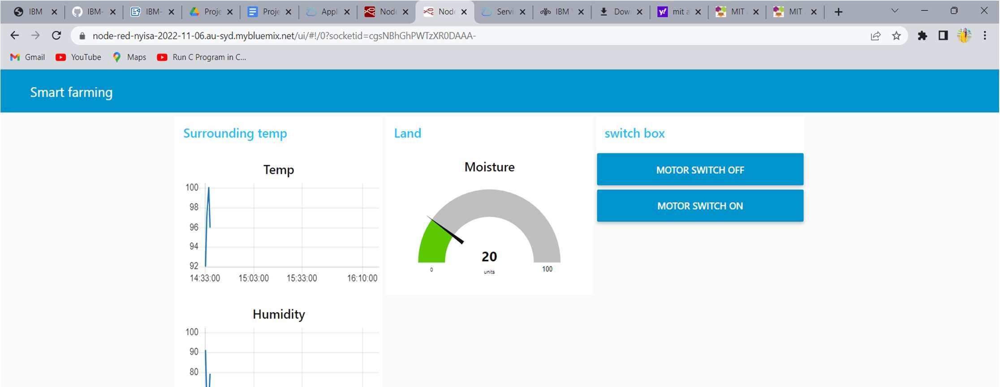 IBM
IBM-
IBM-
Proje
Proje
Appl
Node
Node
Servi
IBM
Dow
mit a
MIT
MIT
node-red-nyisa-2022-11-06.au-syd.mybluemix.net/ui/#!/0?socketid=cgsNBhGhPWTzXR0DAAA-
Gmail
YouTube
Maps
Run C Program in C...
Smart farming
Surrounding temp
Temp
100
98
96
94
92
14:33:00 15:03:00 15:33:00 16:10:00
Humidity
100
90
80
Land
Moisture
20
units
0
100
switch box
MOTOR SWITCH OFF
MOTOR SWITCH ON